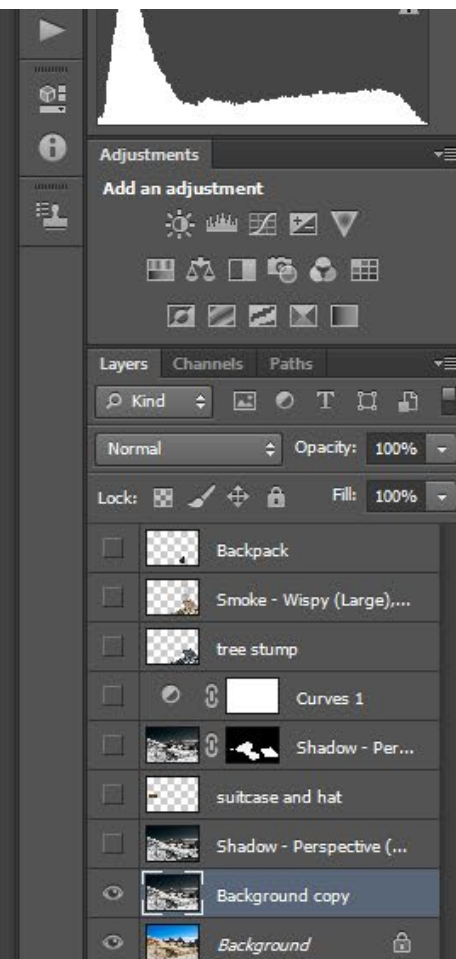 Adjustments
Add an adjustment
Layers Channels Paths
Kind
Normal Opacity: 100%
Lock: Fill: 100%
Backpack
Smoke - Wispy (Large),...
tree stump
Curves 1
Shadow - Per...
suitcase and hat
Shadow - Perspective (...
Background copy
Background